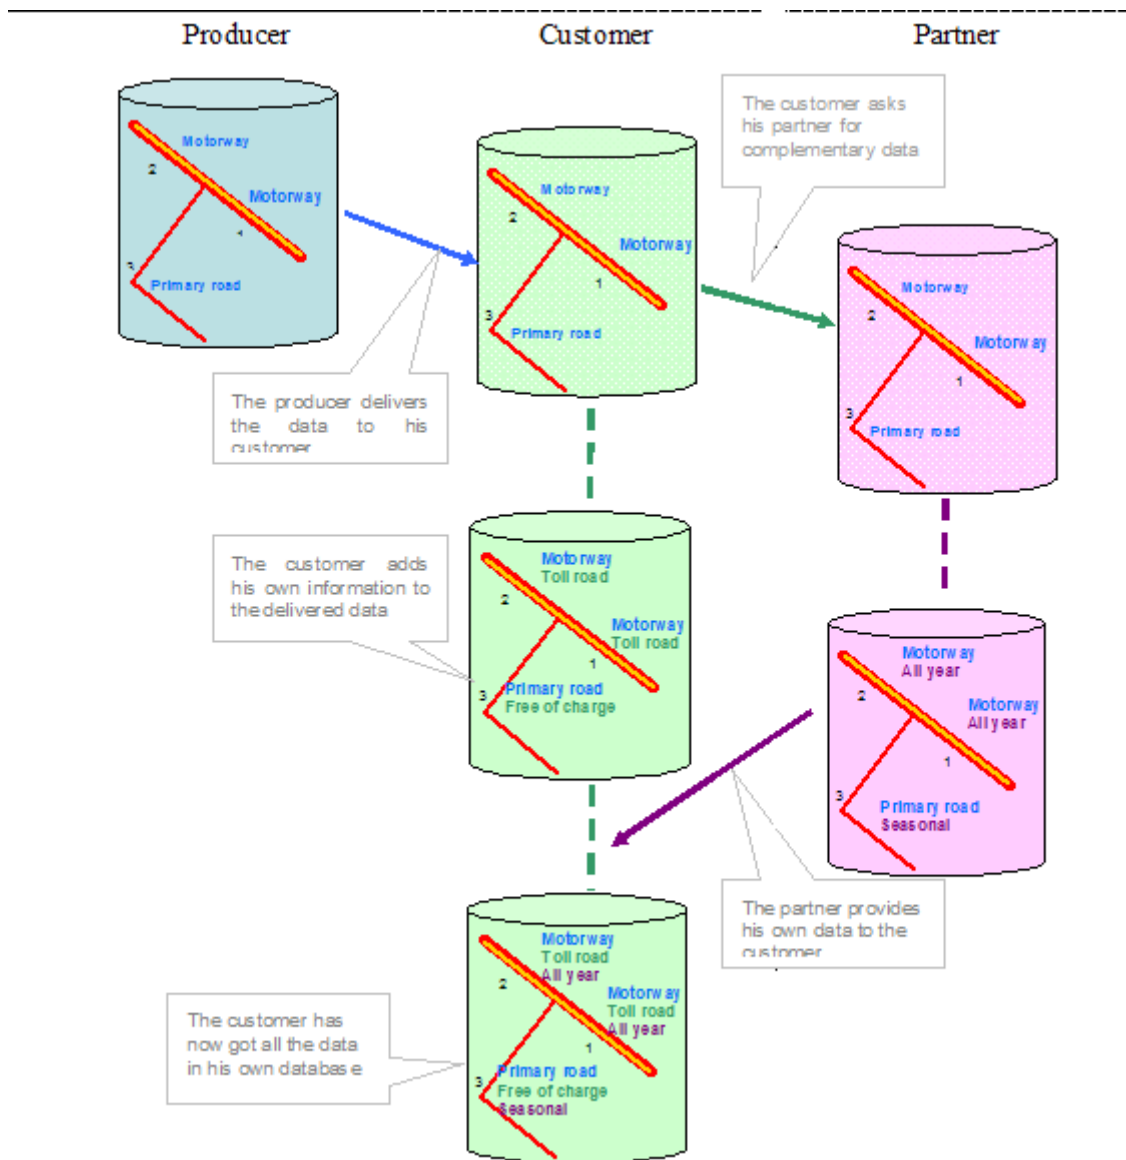 Producer
Customer
Partner
Motorway
2
Motorway
1
3
Primary road
Motorway
2
Motorway
1
3
Primary road
The customer asks
his partner for
complementary data
Motorway
2
Motorway
1
3
Primary road
The producer delivers
the data to his
customer
The customer adds
his own information to
the delivered data
Motorway
Toll road
2
Motorway
Toll road
1
3
Primary road
Free of charge
Motorway
All year
2
Motorway
All year
1
3
Primary road
Seasonal
The partner provides
his own data to the
customer
Motorway
Toll road
All year
2
Motorway
Toll road
All year
1
3
Primary road
Free of charge
Seasonal
The customer has
now got all the data
in his own database